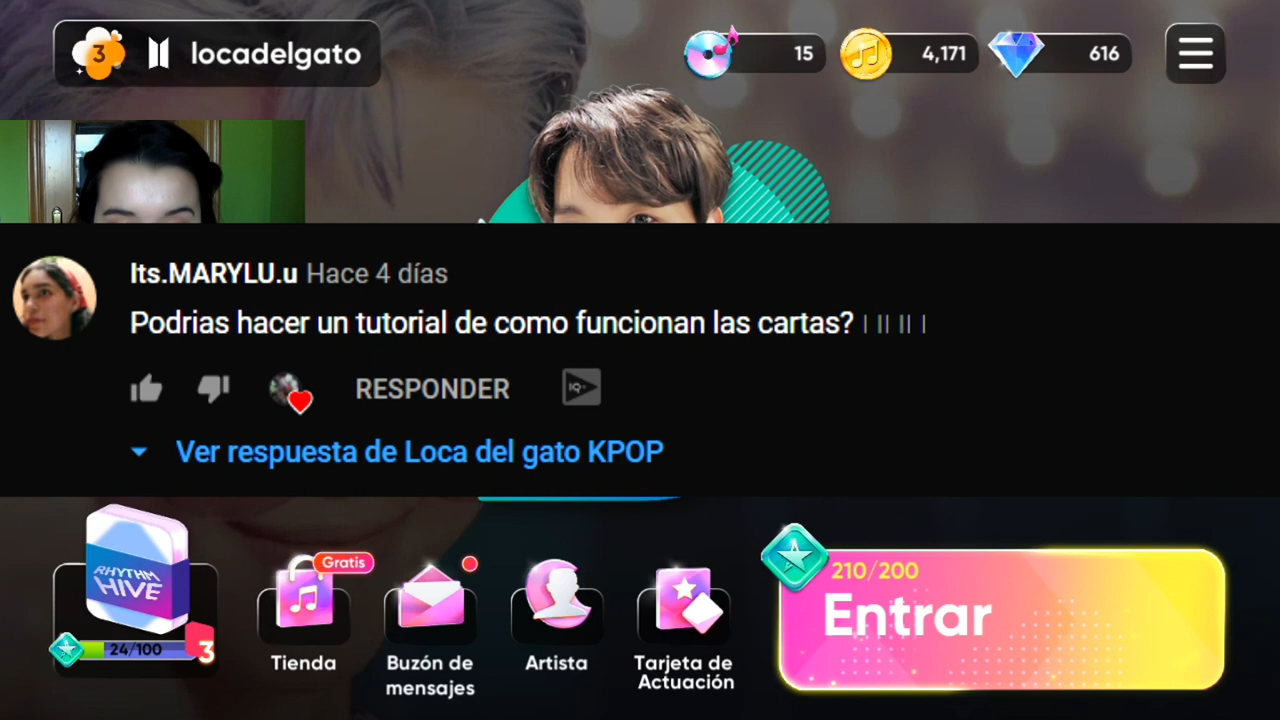 3 locadelgato 15 4,171 616
Its.MARYLU.u Hace 4 días
Podrias hacer un tutorial de como funcionan las cartas?
RESPONDER IQ
Ver respuesta de Loca del gato KPOP
RHYTHM
HIVE
24/100 3
Gratis
Tienda
Buzón de
mensajes
Artista
Tarjeta de
Actuación
210/200
Entrar